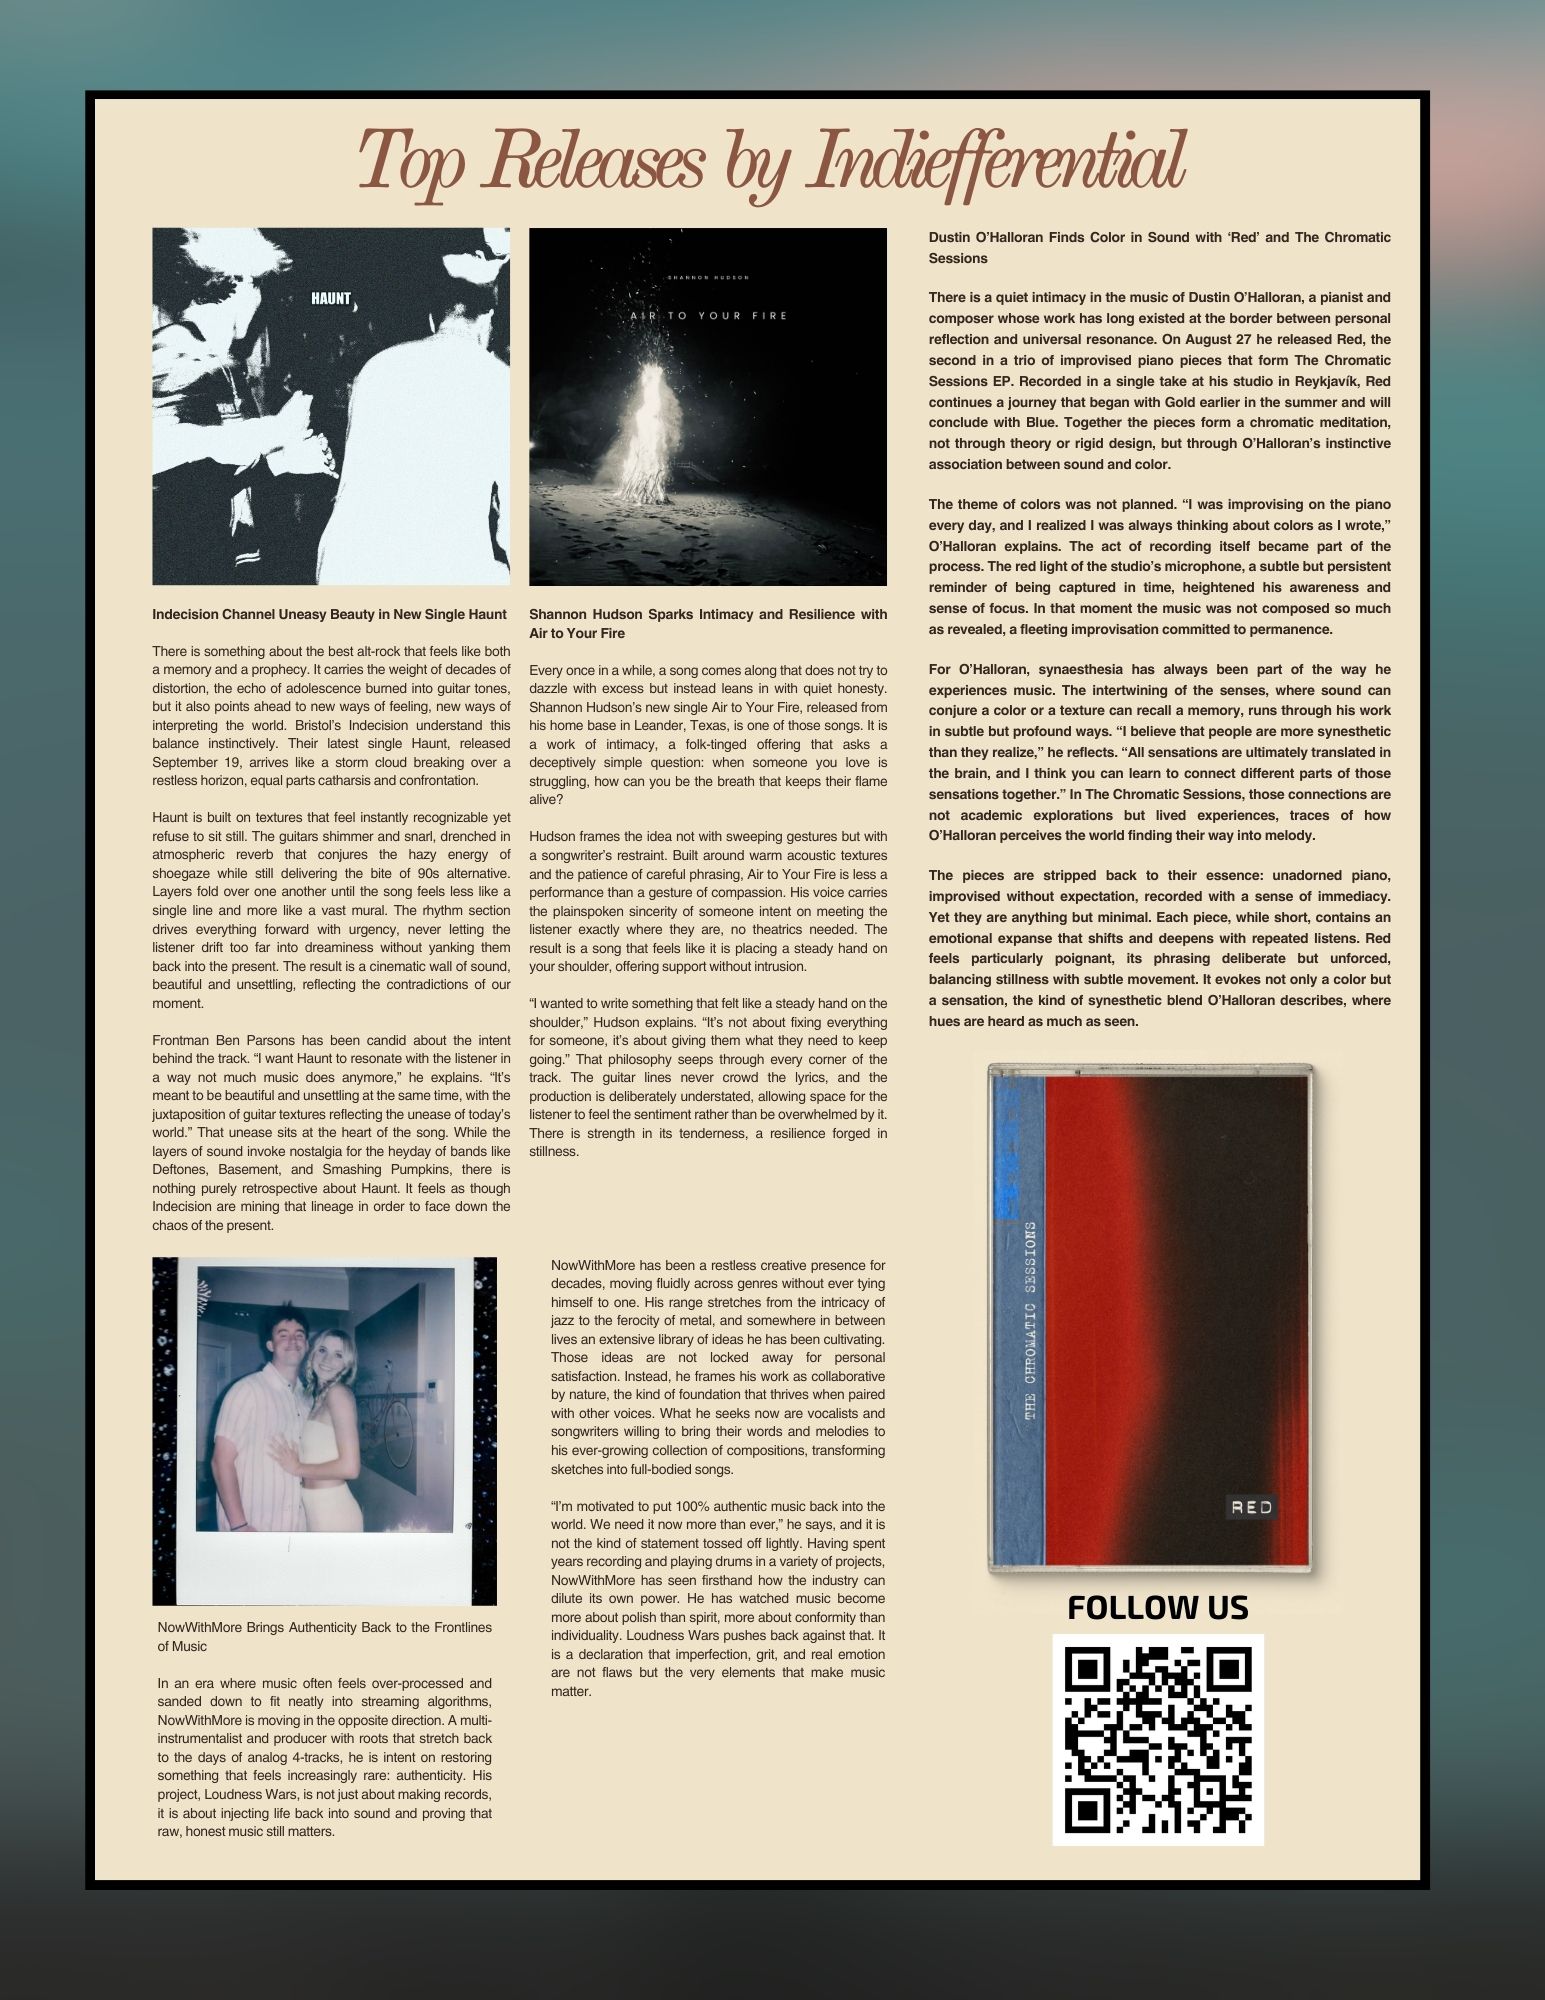 Top Releases by Indiefferential
HAUNT
Indecision Channel Uneasy Beauty in New Single Haunt
There is something about the best alt-rock that feels like both
a memory and a prophecy. It carries the weight of decades of
distortion, the echo of adolescence burned into guitar tones,
but it also points ahead to new ways of feeling, new ways of
interpreting the world. Bristol’s Indecision understand this
balance instinctively. Their latest single Haunt, released
September 19, arrives like a storm cloud breaking over a
restless horizon, equal parts catharsis and confrontation.
Haunt is built on textures that feel instantly recognizable yet
refuse to sit still. The guitars shimmer and snarl, drenched in
atmospheric reverb that conjures the hazy energy of
shoegaze while still delivering the bite of 90s alternative.
Layers fold over one another until the song feels less like a
single line and more like a vast mural. The rhythm section
drives everything forward with urgency, never letting the
listener drift too far into dreaminess without yanking them
back into the present. The result is a cinematic wall of sound,
beautiful and unsettling, reflecting the contradictions of our
moment.
Frontman Ben Parsons has been candid about the intent
behind the track. “I want Haunt to resonate with the listener in
a way not much music does anymore,” he explains. “It’s
meant to be beautiful and unsettling at the same time, with the
juxtaposition of guitar textures reflecting the unease of today’s
world.” That unease sits at the heart of the song. While the
layers of sound invoke nostalgia for the heyday of bands like
Deftones, Basement, and Smashing Pumpkins, there is
nothing purely retrospective about Haunt. It feels as though
Indecision are mining that lineage in order to face down the
chaos of the present.
SHANNON HUDSON
AIR TO YOUR FIRE
Shannon Hudson Sparks Intimacy and Resilience with
Air to Your Fire
Every once in a while, a song comes along that does not try to
dazzle with excess but instead leans in with quiet honesty.
Shannon Hudson’s new single Air to Your Fire, released from
his home base in Leander, Texas, is one of those songs. It is
a work of intimacy, a folk-tinged offering that asks a
deceptively simple question: when someone you love is
struggling, how can you be the breath that keeps their flame
alive?
Hudson frames the idea not with sweeping gestures but with
a songwriter’s restraint. Built around warm acoustic textures
and the patience of careful phrasing, Air to Your Fire is less a
performance than a gesture of compassion. His voice carries
the plainspoken sincerity of someone intent on meeting the
listener exactly where they are, no theatrics needed. The
result is a song that feels like it is placing a steady hand on
your shoulder, offering support without intrusion.
“I wanted to write something that felt like a steady hand on the
shoulder,” Hudson explains. “It’s not about fixing everything
for someone, it’s about giving them what they need to keep
going.” That philosophy seeps through every corner of the
track. The guitar lines never crowd the lyrics, and the
production is deliberately understated, allowing space for the
listener to feel the sentiment rather than be overwhelmed by it.
There is strength in its tenderness, a resilience forged in
stillness.
NowWithMore Brings Authenticity Back to the Frontlines
of Music
In an era where music often feels over-processed and
sanded down to fit neatly into streaming algorithms,
NowWithMore is moving in the opposite direction. A multi-
instrumentalist and producer with roots that stretch back
to the days of analog 4-tracks, he is intent on restoring
something that feels increasingly rare: authenticity. His
project, Loudness Wars, is not just about making records,
it is about injecting life back into sound and proving that
raw, honest music still matters.
NowWithMore has been a restless creative presence for
decades, moving fluidly across genres without ever tying
himself to one. His range stretches from the intricacy of
jazz to the ferocity of metal, and somewhere in between
lives an extensive library of ideas he has been cultivating.
Those ideas are not locked away for personal
satisfaction. Instead, he frames his work as collaborative
by nature, the kind of foundation that thrives when paired
with other voices. What he seeks now are vocalists and
songwriters willing to bring their words and melodies to
his ever-growing collection of compositions, transforming
sketches into full-bodied songs.
“I’m motivated to put 100% authentic music back into the
world. We need it now more than ever,” he says, and it is
not the kind of statement tossed off lightly. Having spent
years recording and playing drums in a variety of projects,
NowWithMore has seen firsthand how the industry can
dilute its own power. He has watched music become
more about polish than spirit, more about conformity than
individuality. Loudness Wars pushes back against that. It
is a declaration that imperfection, grit, and real emotion
are not flaws but the very elements that make music
matter.
Dustin O’Halloran Finds Color in Sound with ‘Red’ and The Chromatic
Sessions
There is a quiet intimacy in the music of Dustin O’Halloran, a pianist and
composer whose work has long existed at the border between personal
reflection and universal resonance. On August 27 he released Red, the
second in a trio of improvised piano pieces that form The Chromatic
Sessions EP. Recorded in a single take at his studio in Reykjavík, Red
continues a journey that began with Gold earlier in the summer and will
conclude with Blue. Together the pieces form a chromatic meditation,
not through theory or rigid design, but through O’Halloran’s instinctive
association between sound and color.
The theme of colors was not planned. “I was improvising on the piano
every day, and I realized I was always thinking about colors as I wrote,”
O’Halloran explains. The act of recording itself became part of the
process. The red light of the studio’s microphone, a subtle but persistent
reminder of being captured in time, heightened his awareness and
sense of focus. In that moment the music was not composed so much
as revealed, a fleeting improvisation committed to permanence.
For O’Halloran, synaesthesia has always been part of the way he
experiences music. The intertwining of the senses, where sound can
conjure a color or a texture can recall a memory, runs through his work
in subtle but profound ways. “I believe that people are more synesthetic
than they realize,” he reflects. “All sensations are ultimately translated in
the brain, and I think you can learn to connect different parts of those
sensations together.” In The Chromatic Sessions, those connections are
not academic explorations but lived experiences, traces of how
O’Halloran perceives the world finding their way into melody.
The pieces are stripped back to their essence: unadorned piano,
improvised without expectation, recorded with a sense of immediacy.
Yet they are anything but minimal. Each piece, while short, contains an
emotional expanse that shifts and deepens with repeated listens. Red
feels particularly poignant, its phrasing deliberate but unforced,
balancing stillness with subtle movement. It evokes not only a color but
a sensation, the kind of synesthetic blend O’Halloran describes, where
hues are heard as much as seen.
THE CHROMATIC SESSIONS
RED
FOLLOW US